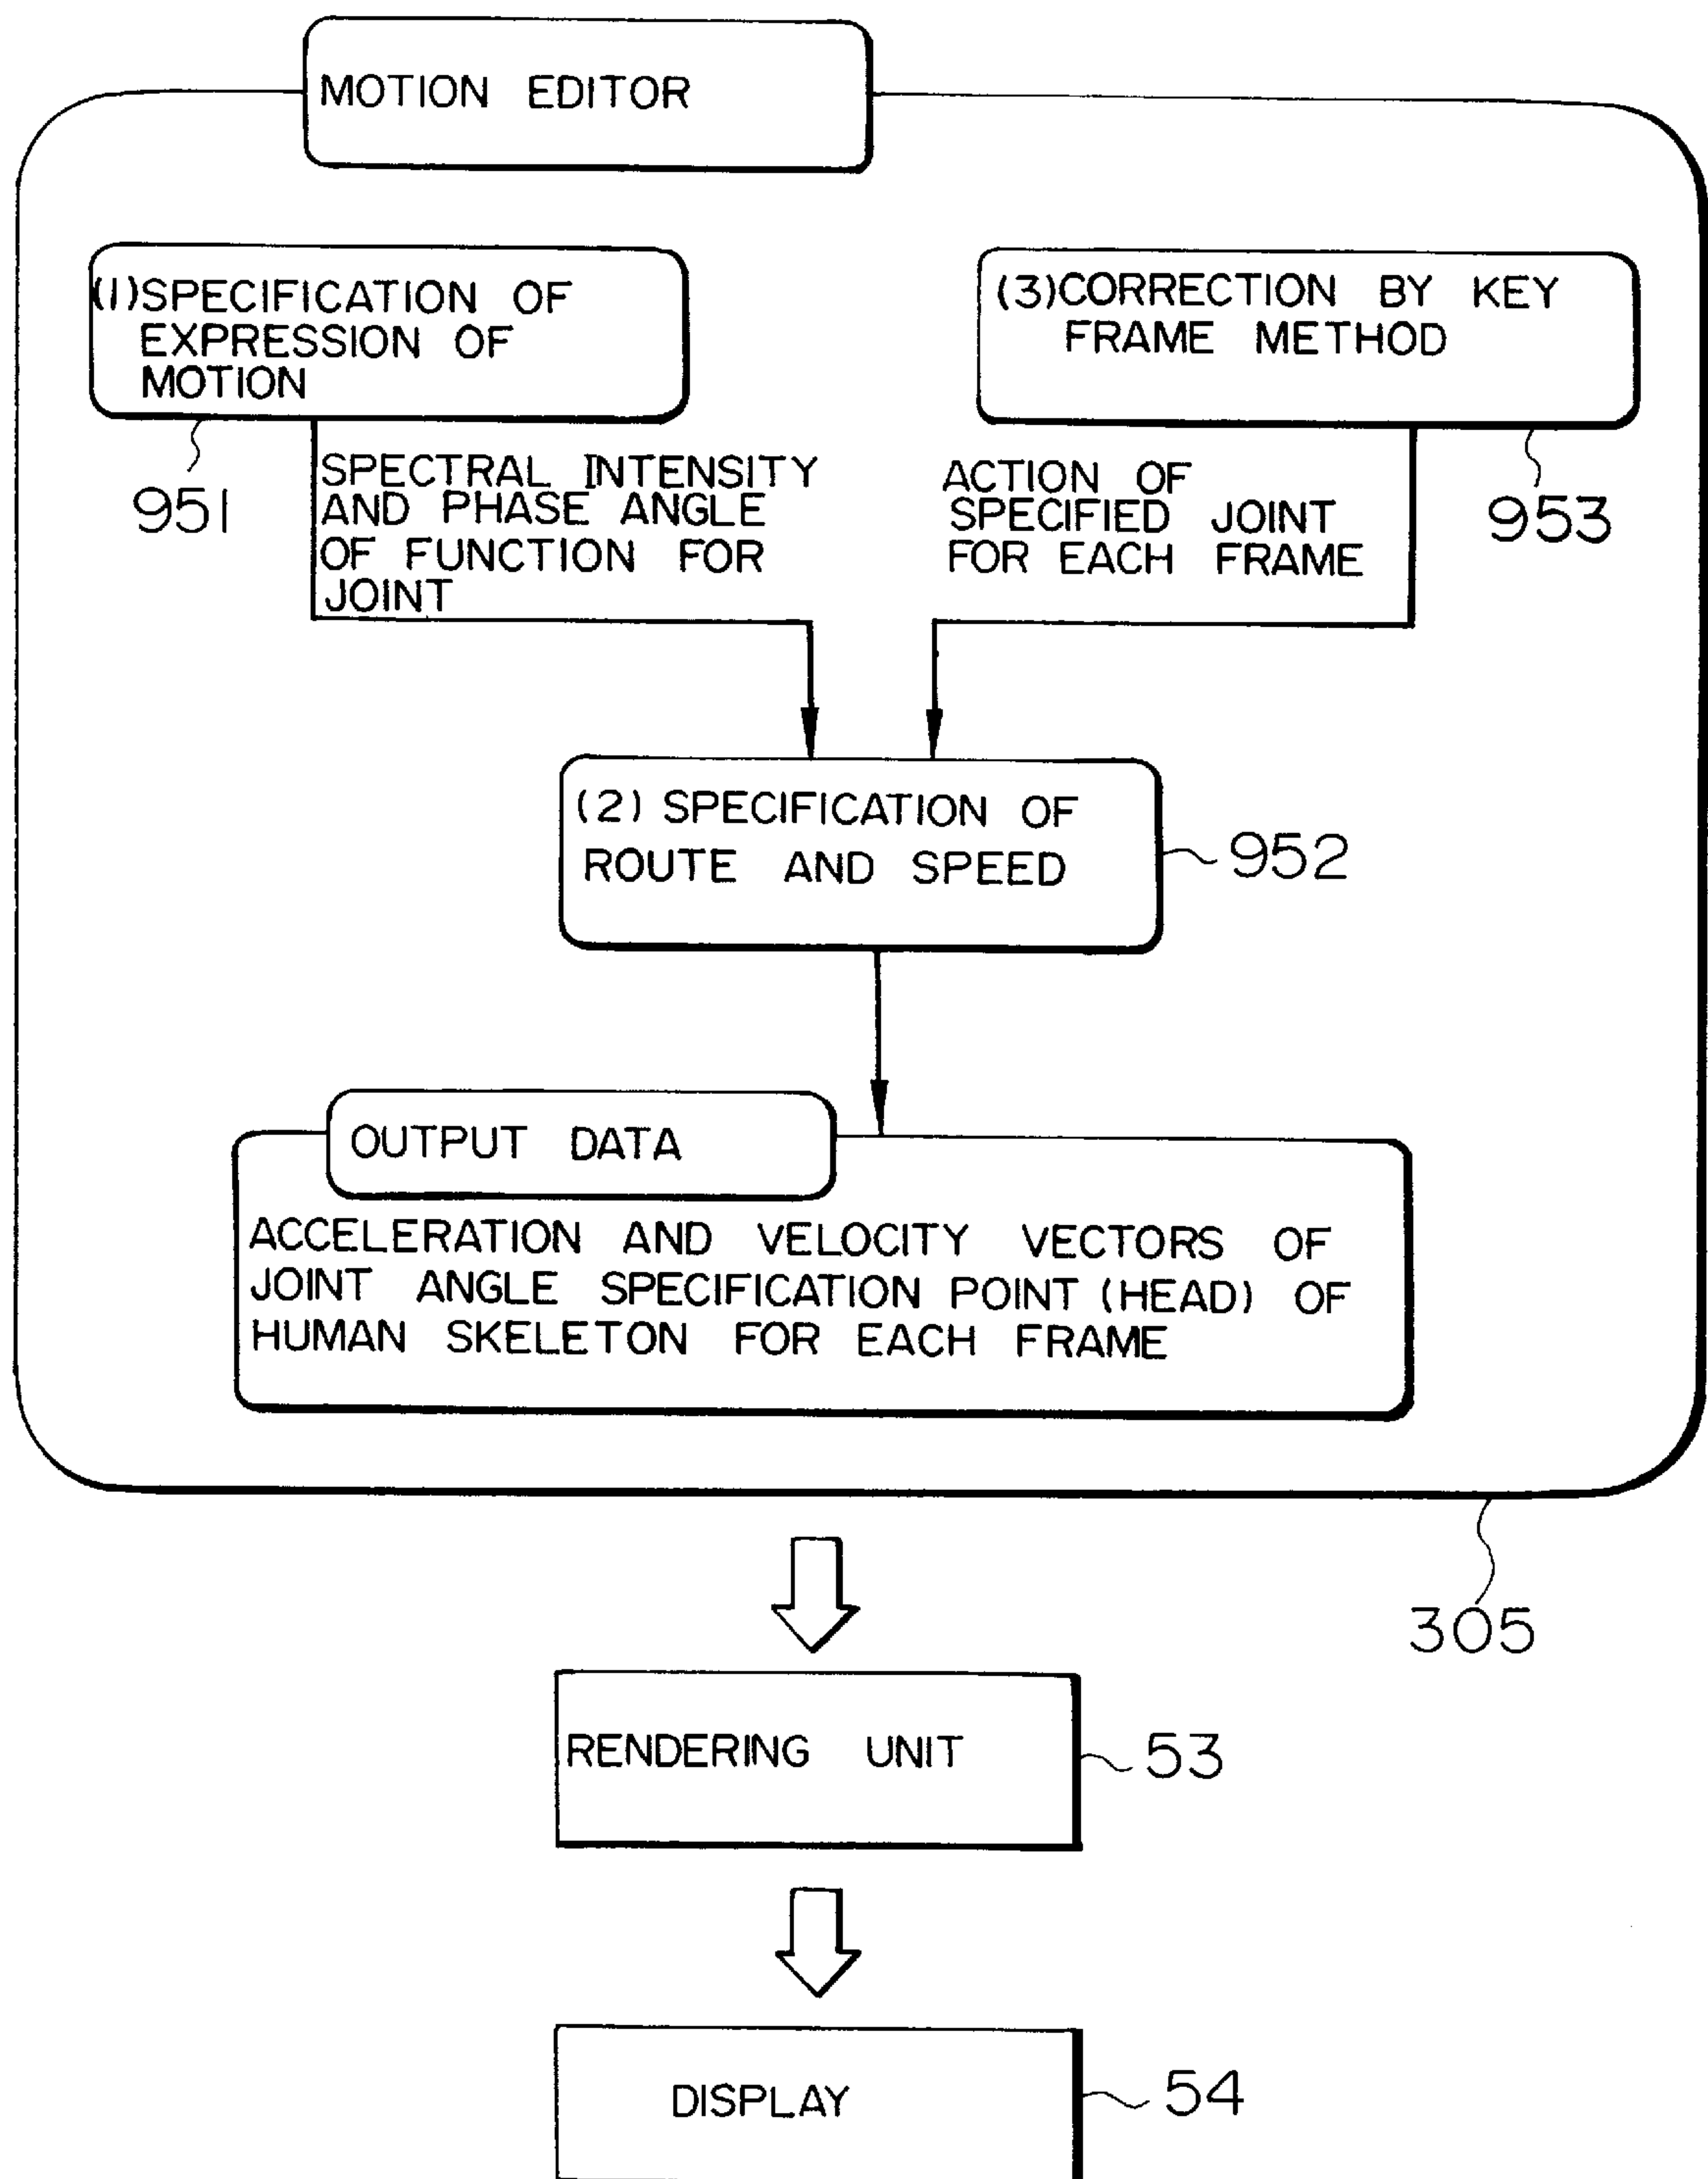 MOTION EDITOR
(1)SPECIFICATION OF
EXPRESSION OF
MOTION
951
(3)CORRECTION BY KEY
FRAME METHOD
953
SPECTRAL INTENSITY
AND PHASE ANGLE
OF FUNCTION FOR
JOINT
ACTION OF
SPECIFIED JOINT
FOR EACH FRAME
(2) SPECIFICATION OF
ROUTE AND SPEED
952
OUTPUT DATA
ACCELERATION AND VELOCITY VECTORS OF
JOINT ANGLE SPECIFICATION POINT (HEAD) OF
HUMAN SKELETON FOR EACH FRAME
305
RENDERING UNIT
53
DISPLAY
54